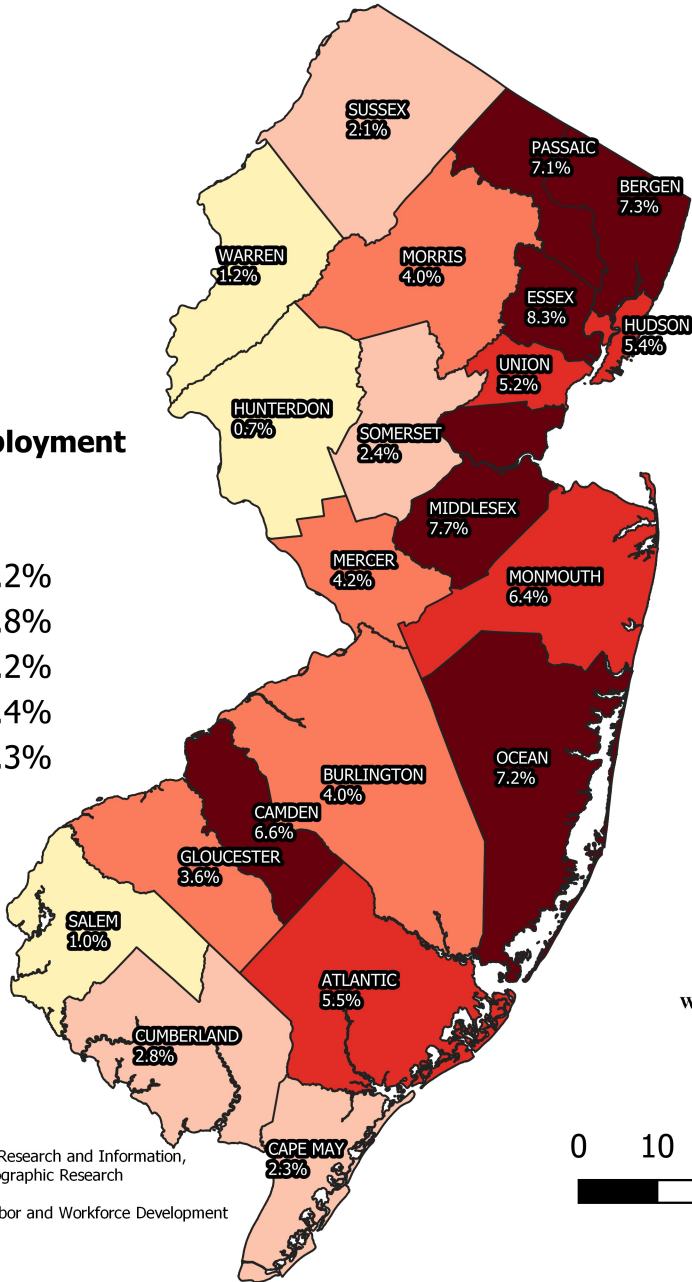 SUSSEX
2.1%
PASSAIC
7.1%
BERGEN
7.3%
WARREN
1.2%
MORRIS
4.0%
ESSEX
8.3%
HUDSON
5.4%
UNION
5.2%
HUNTERDON
0.7%
SOMERSET
2.4%
ployment
MIDDLESEX
7.7%
MERCER
4.2%
MONMOUTH
6.4%
.2%
.8%
.2%
.4%
.3%
OCEAN
7.2%
BURLINGTON
4.0%
CAMDEN
6.6%
GLOUCESTER
3.6%
SALEM
1.0%
ATLANTIC
5.5%
W
CUMBERLAND
2.8%
CAPE MAY
2.3%
Research and Information,
ographic Research
bor and Workforce Development
0 10